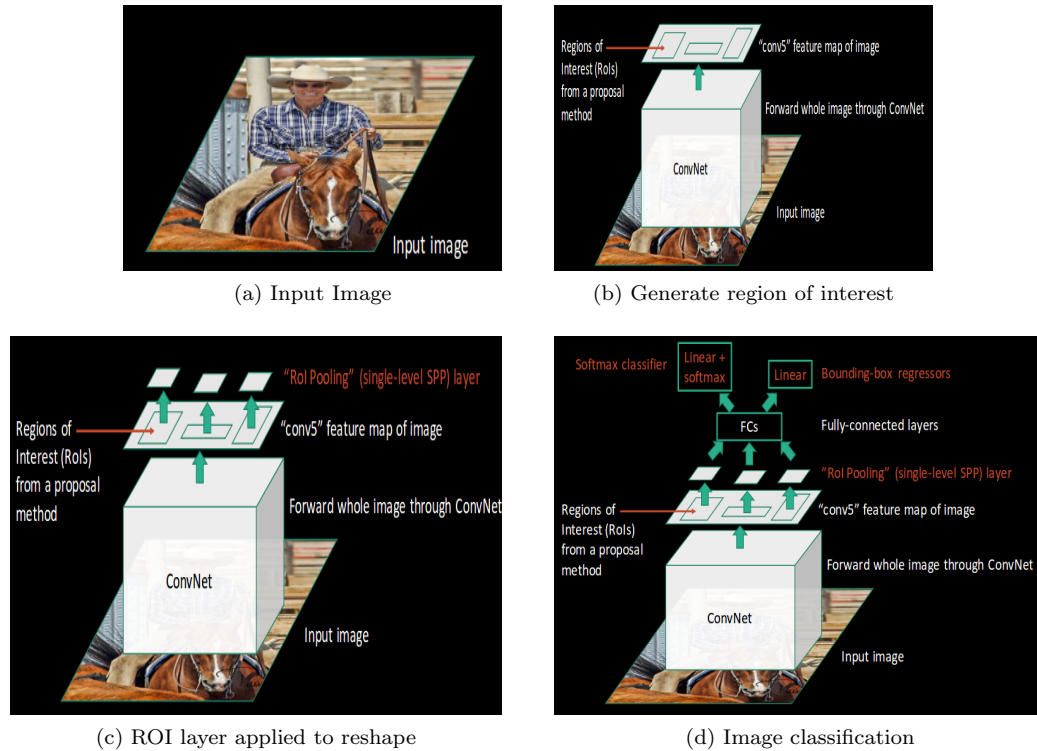 Input image
(a) Input Image
Regions of
Interest (RoIs)
from a proposal
method
"conv5" feature map of image
Forward whole image through ConvNet
ConvNet
Input image
(b) Generate region of interest
"RoI Pooling" (single-level SPP) layer
Regions of
Interest (RoIs)
from a proposal
method
"conv5" feature map of image
Forward whole image through ConvNet
ConvNet
Input image
(c) ROI layer applied to reshape
Softmax classifier
Linear +
softmax
Linear
Bounding-box regressors
FCs
Fully-connected layers
"RoI Pooling" (single-level SPP) layer
Regions of
Interest (RoIs)
from a proposal
method
"conv5" feature map of image
Forward whole image through ConvNet
ConvNet
Input image
(d) Image classification